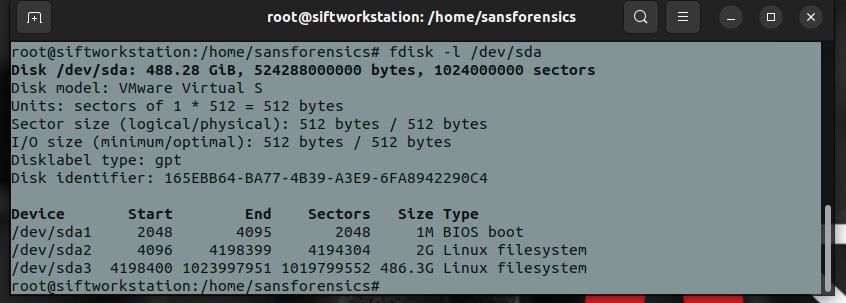 root@siftworkstation: /home/sansforensics
root@siftworkstation:/home/sansforensics# fdisk -l /dev/sda
Disk /dev/sda: 488.28 GiB, 524288000000 bytes, 1024000000 sectors
Disk model: VMware Virtual S
Units: sectors of 1 * 512 = 512 bytes
Sector size (logical/physical): 512 bytes / 512 bytes
I/O size (minimum/optimal): 512 bytes / 512 bytes
Disklabel type: gpt
Disk identifier: 165EBB64-BA77-4B39-A3E9-6FA8942290C4

Device       Start        End    Sectors   Size Type
/dev/sda1     2048       4095       2048     1M BIOS boot
/dev/sda2     4096    4198399    4194304     2G Linux filesystem
/dev/sda3  4198400 1023997951 1019799552 486.3G Linux filesystem
root@siftworkstation:/home/sansforensics#